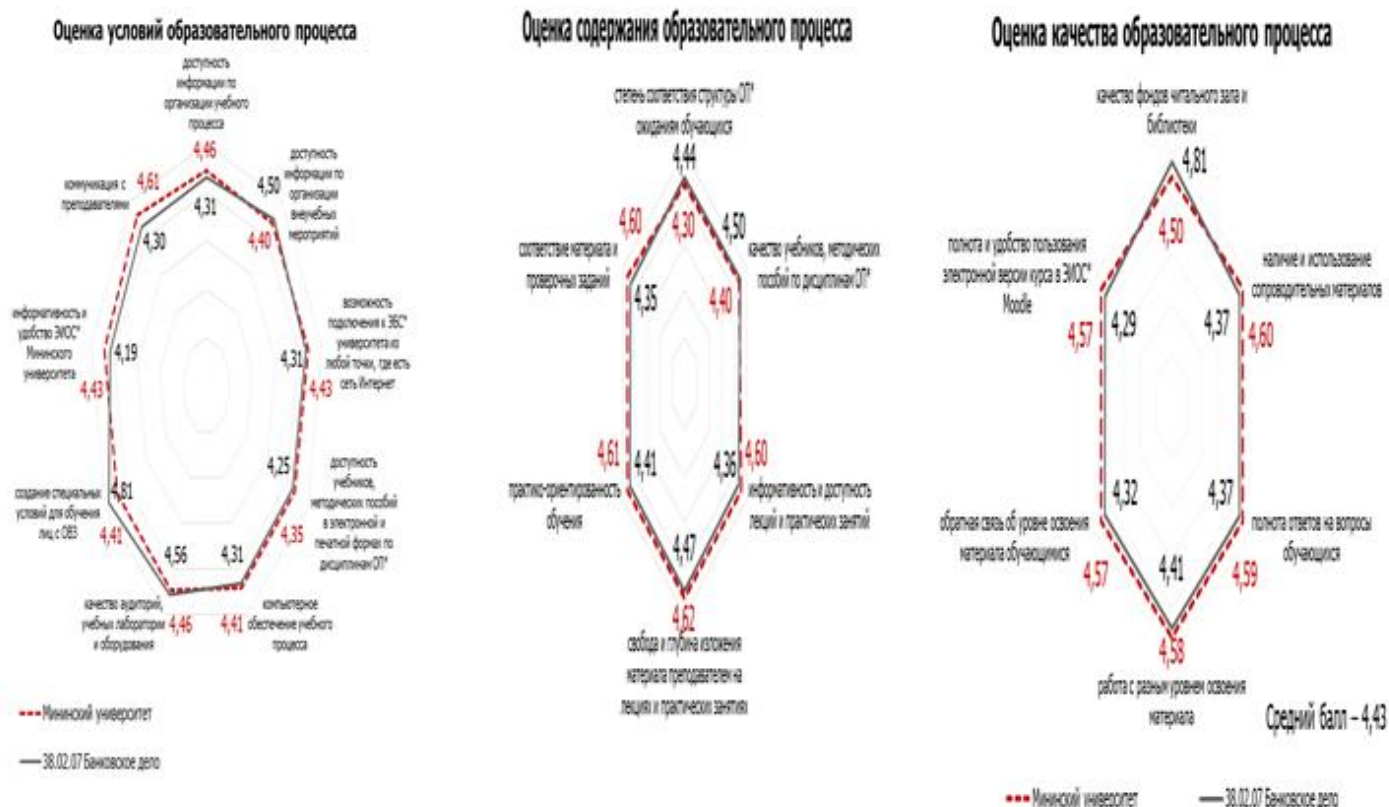 Оценка условий образовательного процесса
доступность
информации по
организации учебного
процесса
4,46
4,31
доступность
информации по
организации
внеучебных
мероприятий
4,50
4,40
возможность
подключения к ЭБС*
университета из
любой точки, где есть
сеть Интернет
4,31
4,43
доступность
учебников,
методических пособий
в электронной и
печатной формах по
дисциплинам ОП*
4,25
4,35
компьютерное
обеспечение учебного
процесса
4,31
4,41
качество аудиторий,
учебных лаборатории
и оборудования
4,56
4,46
создание специальных
условий для обучения
лиц с ОВЗ
4,81
4,41
информативность и
удобство ЭИОС*
Мининского
университета
4,19
4,43
коммуникация с
преподавателями
4,61
4,30
Мининский университет
38.02.07 Банковское дело
Оценка содержания образовательного процесса
степень соответствия структуры ОП*
ожиданиям обучающихся
4,44
4,30
качество учебников, методических
пособий по дисциплинам ОП*
4,50
4,40
информативность и доступность
лекций и практических занятий
4,36
4,60
4,47
4,62
свобода и глубина изложения
материала преподавателем на
лекциях и практических занятиях
практико-ориентированность
обучения
4,61
4,41
соответствие материала и
проверочных заданий
4,60
4,35
Оценка качества образовательного процесса
качество фондов читального зала и
библиотеки
4,81
4,50
наличие и использование
сопроводительных материалов
4,37
4,60
полнота ответов на вопросы
обучающихся
4,37
4,59
4,41
4,58
работа с разным уровнем освоения
материала
обратная связь об уровне освоения
материала обучающимися
4,32
4,57
полнота и удобство пользования
электронной версии курса в ЭИОС*
Moodle
4,29
4,57
Средний балл – 4,43
Мининский университет
38.02.07 Банковское дело